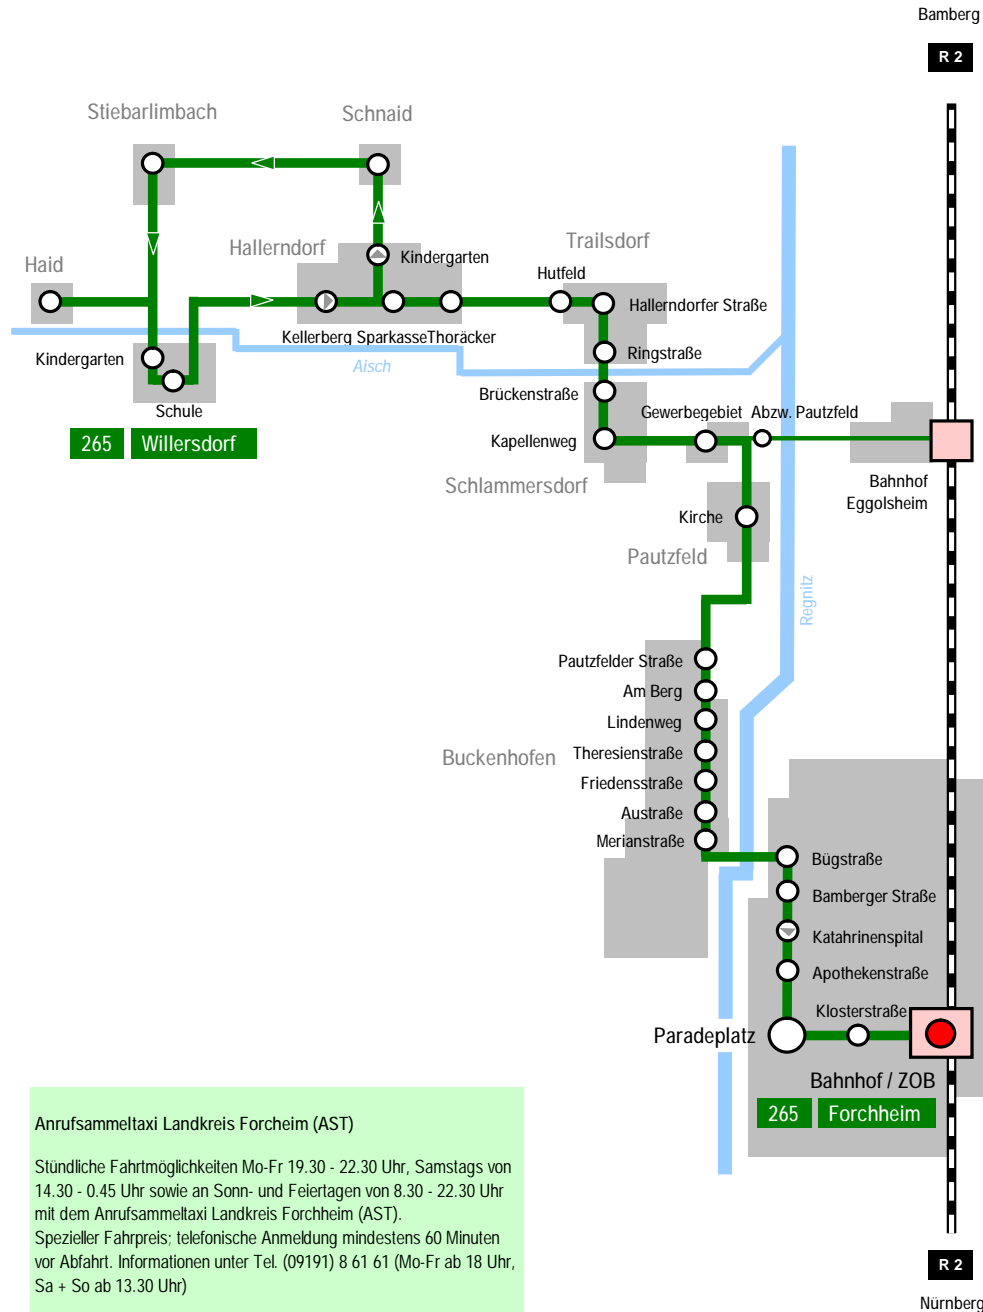 Bamberg
R 2
Stiebarlimbach
Schnaid
Hallerndorf
Kindergarten
Trailsdorf
Haid
Hutfeld
Hallerndorfer Straße
Kellerberg Sparkasse Thoräcker
Kindergarten
Aisch
Ringstraße
Brückenstraße
Schule
Gewerbegebiet
Abzw. Pautzfeld
265 Willersdorf
Kapellenweg
Schlammersdorf
Bahnhof
Eggolsheim
Kirche
Pautzfeld
Regnitz
Pautzfelder Straße
Am Berg
Lindenweg
Theresienstraße
Buckenhofen
Friedensstraße
Austraße
Merianstraße
Bügstraße
Bamberger Straße
Katahrinenspital
Apothekenstraße
Klosterstraße
Paradeplatz
Bahnhof / ZOB
265 Forchheim
Anrufsammeltaxi Landkreis Forcheim (AST)
Stündliche Fahrtmöglichkeiten Mo-Fr 19.30 - 22.30 Uhr, Samstags von
14.30 - 0.45 Uhr sowie an Sonn- und Feiertagen von 8.30 - 22.30 Uhr
mit dem Anrufsammeltaxi Landkreis Forchheim (AST).
Spezieller Fahrpreis; telefonische Anmeldung mindestens 60 Minuten
vor Abfahrt. Informationen unter Tel. (09191) 8 61 61 (Mo-Fr ab 18 Uhr,
Sa + So ab 13.30 Uhr)
R 2
Nürnberg